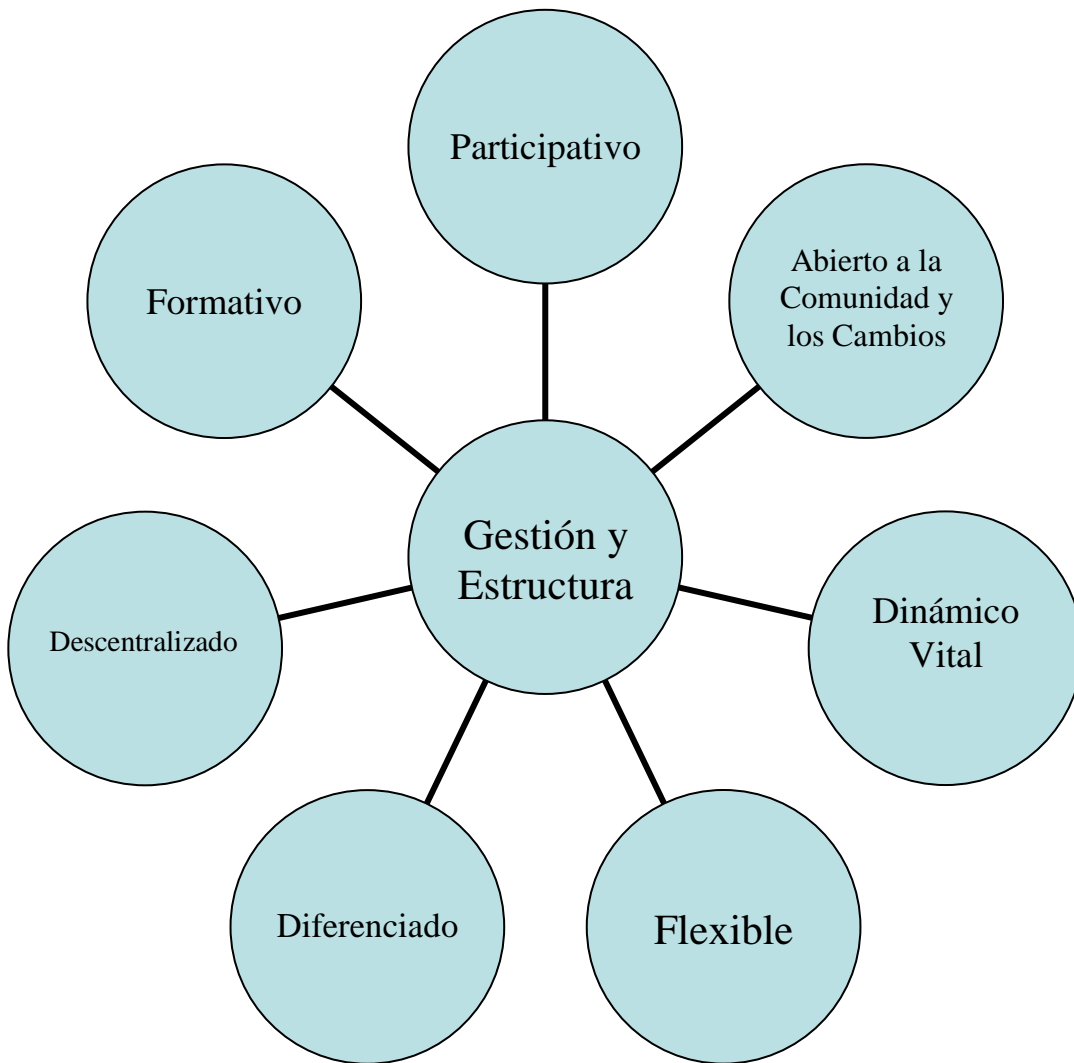 Participativo
Abierto a la
Comunidad y
los Cambios
Formativo
Gestión y
Estructura
Dinámico
Vital
Descentralizado
Diferenciado
Flexible